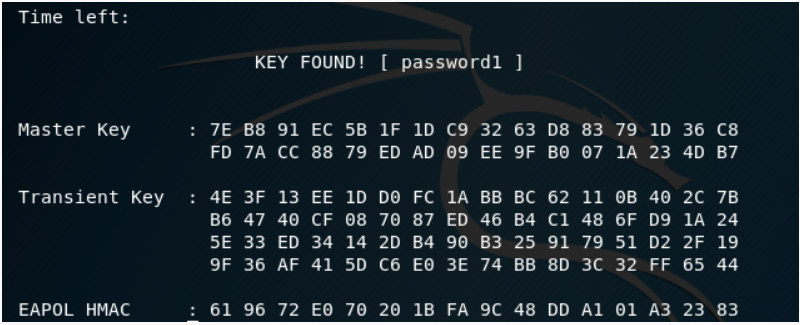 Time left:
KEY FOUND! [ password1 ]
Master Key : 7E B8 91 EC 5B 1F 1D C9 32 63 D8 83 79 1D 36 C8
FD 7A CC 88 79 ED AD 09 EE 9F B0 07 1A 23 4D B7
Transient Key : 4E 3F 13 EE 1D D0 FC 1A BB BC 62 11 0B 40 2C 7B
B6 47 40 CF 08 70 87 ED 46 B4 C1 48 6F D9 1A 24
5E 33 ED 34 14 2D B4 90 B3 25 91 79 51 D2 2F 19
9F 36 AF 41 5D C6 E0 3E 74 BB 8D 3C 32 FF 65 44
EAPOL HMAC : 61 96 72 E0 70 20 1B FA 9C 48 DD A1 01 A3 23 83